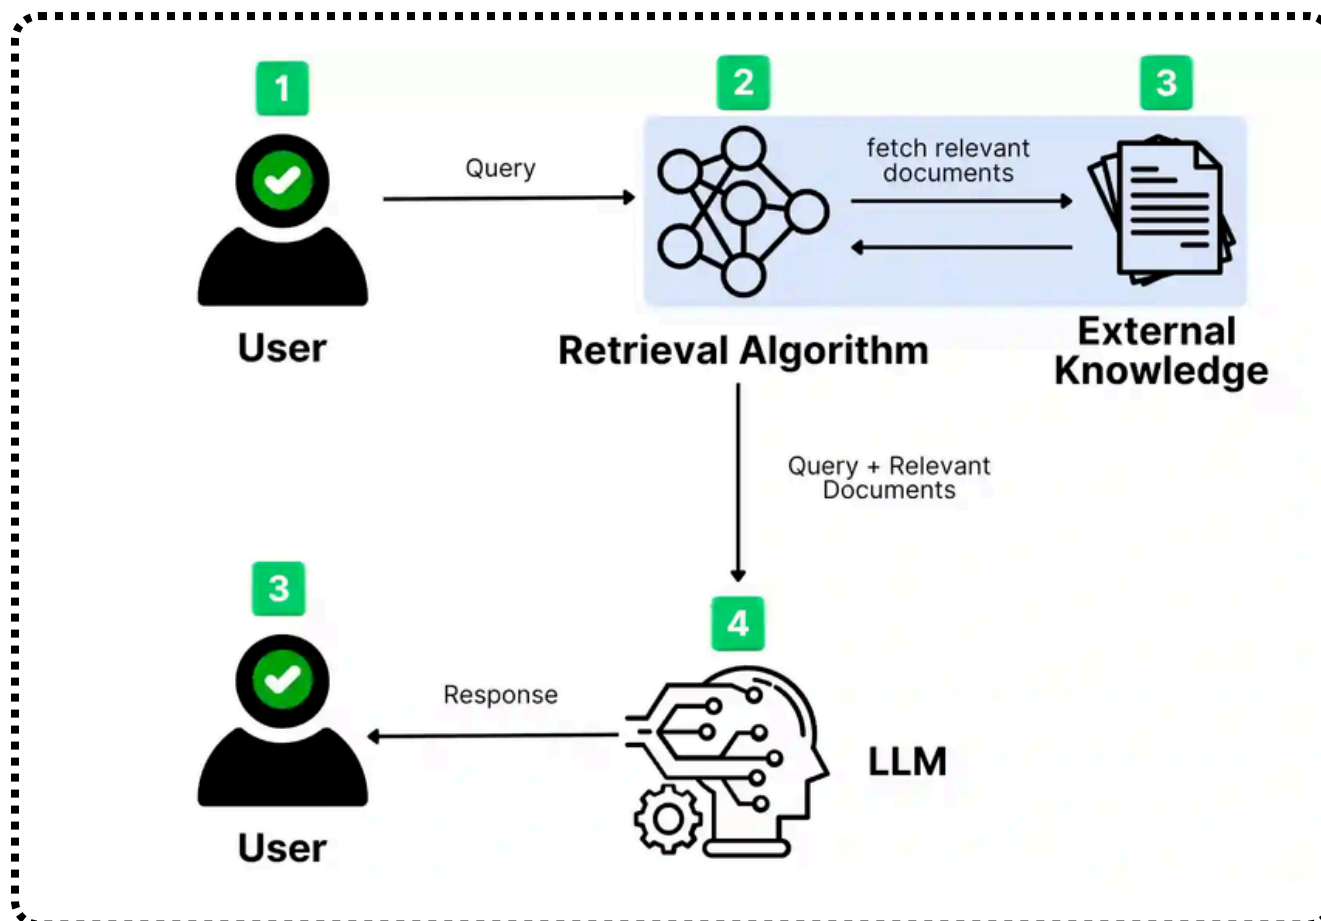 1
2
3
Query
fetch relevant
documents
User
Retrieval Algorithm
External
Knowledge
Query + Relevant
Documents
3
4
Response
LLM
User